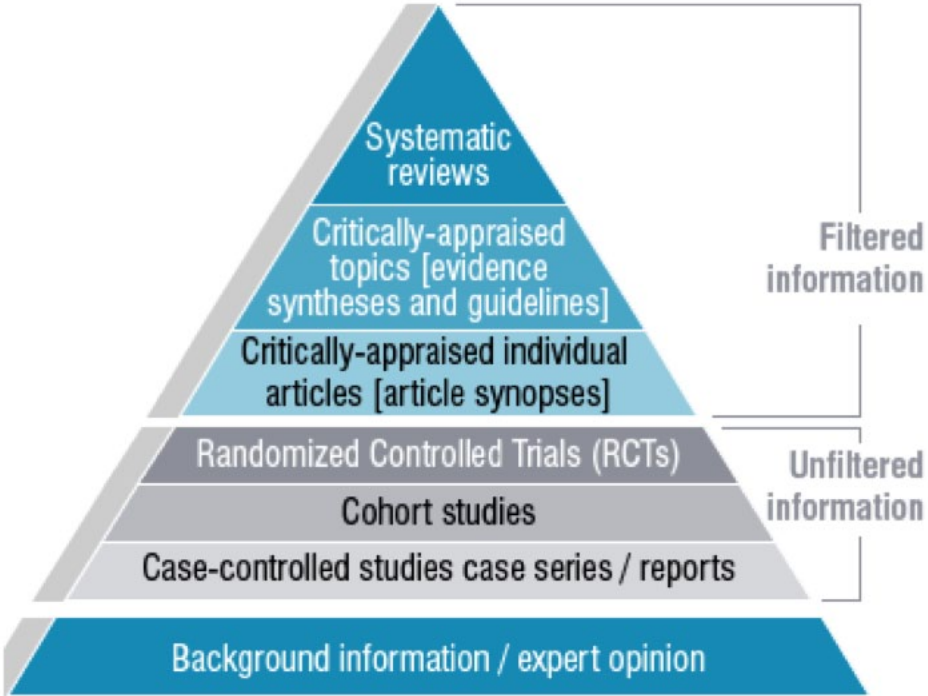 Systematic
reviews
Critically-appraised
topics [evidence
syntheses and guidelines]
Filtered
information
Critically-appraised individual
articles [article synopses]
Randomized Controlled Trials (RCTs)
Cohort studies
Case-controlled studies case series / reports
Unfiltered
information
Background information / expert opinion